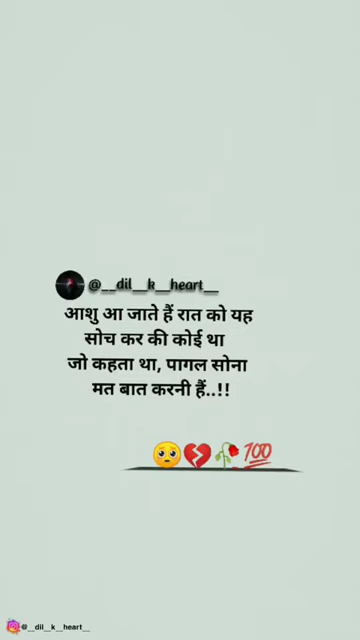 @__dil__k__heart__
आशु आ जाते हैं रात को यह
सोच कर की कोई था
जो कहता था, पागल सोना
मत बात करनी हैं..!!
🥺💔🥀💯
@__dil__k__heart__